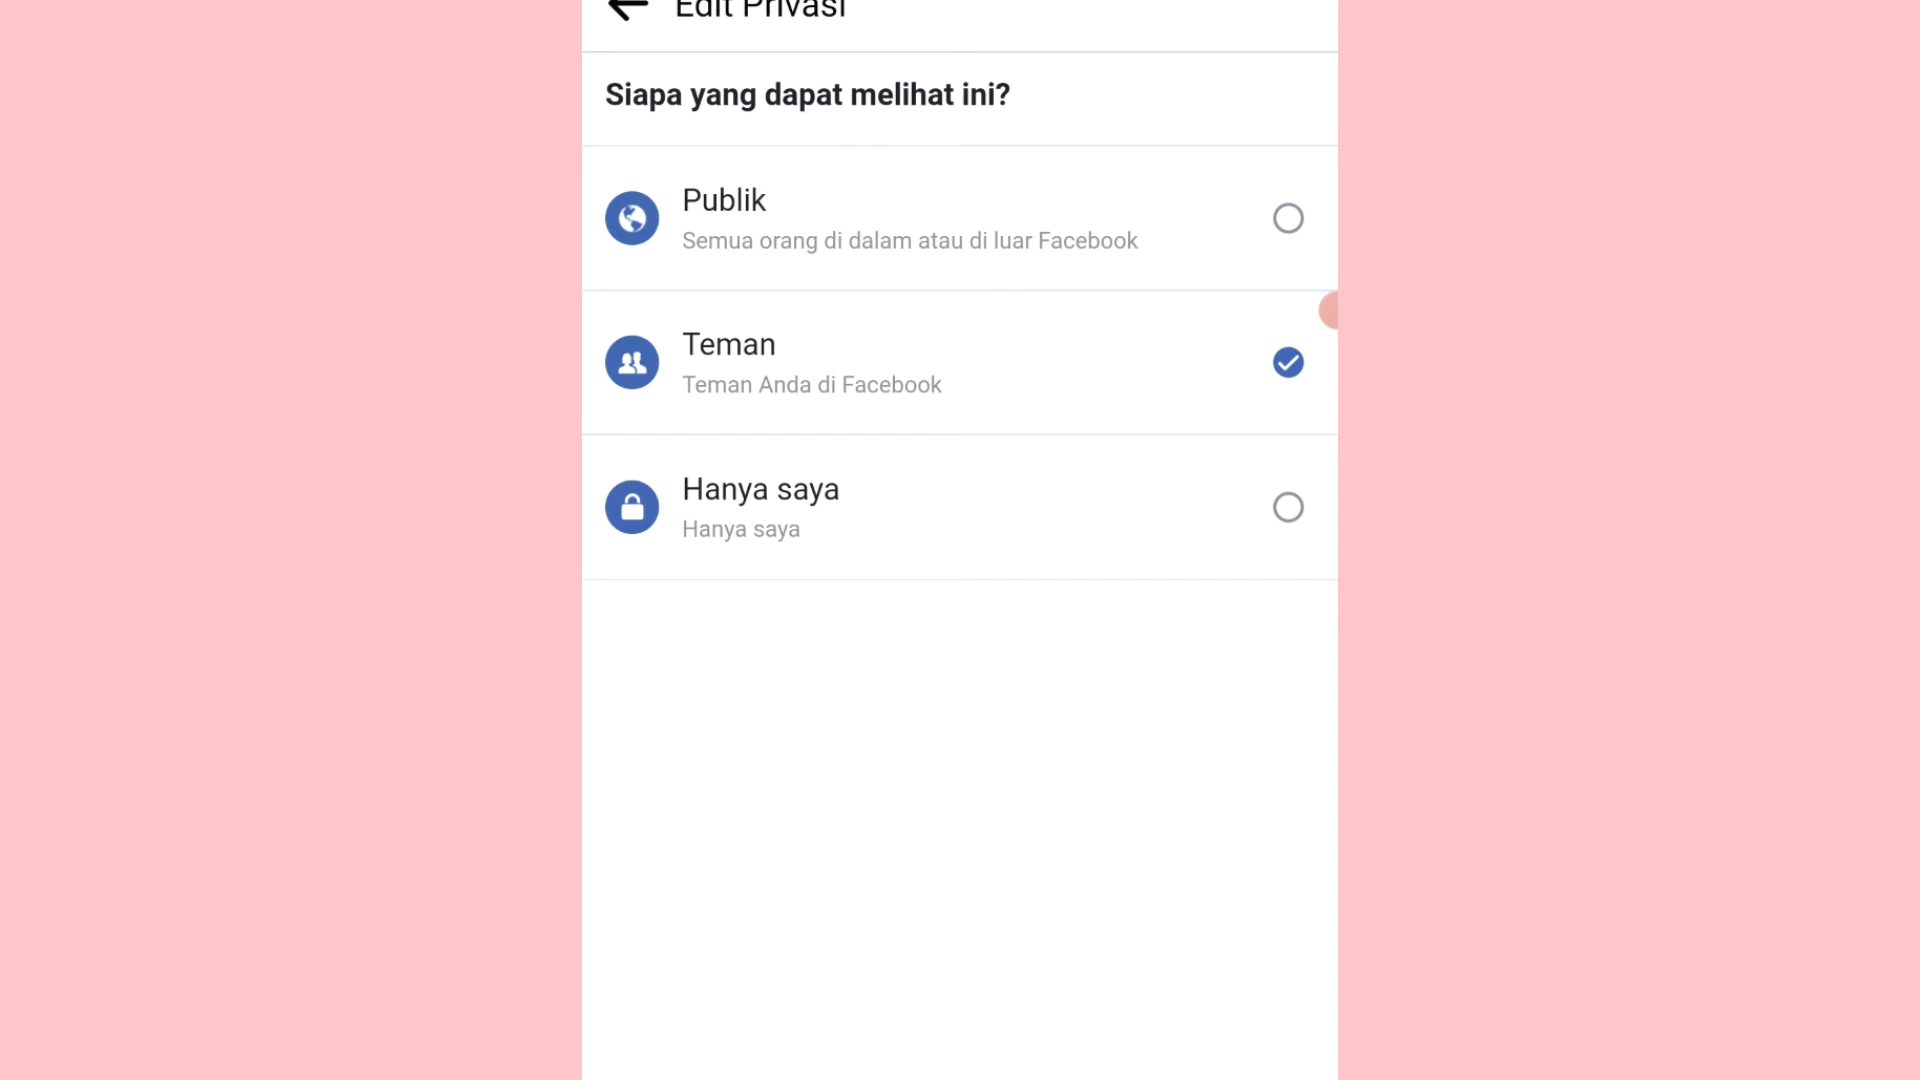 Edit Privasi
Siapa yang dapat melihat ini?
Publik
Semua orang di dalam atau di luar Facebook
Teman
Teman Anda di Facebook
Hanya saya
Hanya saya